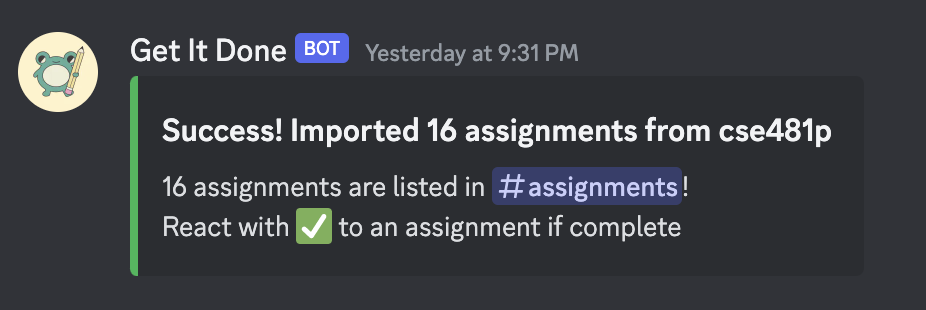 Get It Done BOT Yesterday at 9:31 PM
Success! Imported 16 assignments from cse481p
16 assignments are listed in #assignments!
React with ✅ to an assignment if complete